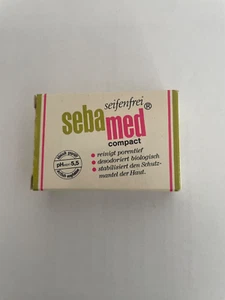 seifenfrei
sebamed®
compact
• reinigt porentief
• desodoriert biologisch
• stabilisiert den Schutz-
mantel der Haut.
pH 5,5